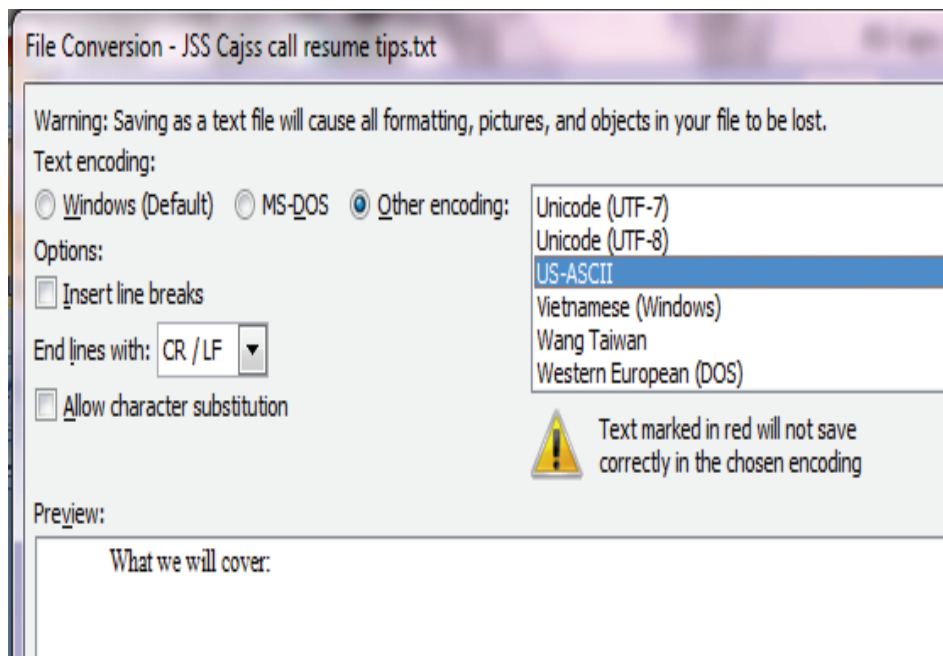 File Conversion - JSS Cajss call resume tips.txt
Warning: Saving as a text file will cause all formatting, pictures, and objects in your file to be lost.
Text encoding:
Windows (Default) MS-DOS Other encoding:
Unicode (UTF-7)
Unicode (UTF-8)
US-ASCII
Vietnamese (Windows)
Wang Taiwan
Western European (DOS)
Options:
Insert line breaks
End lines with: CR / LF
Allow character substitution
Text marked in red will not save
correctly in the chosen encoding
Preview:
What we will cover: